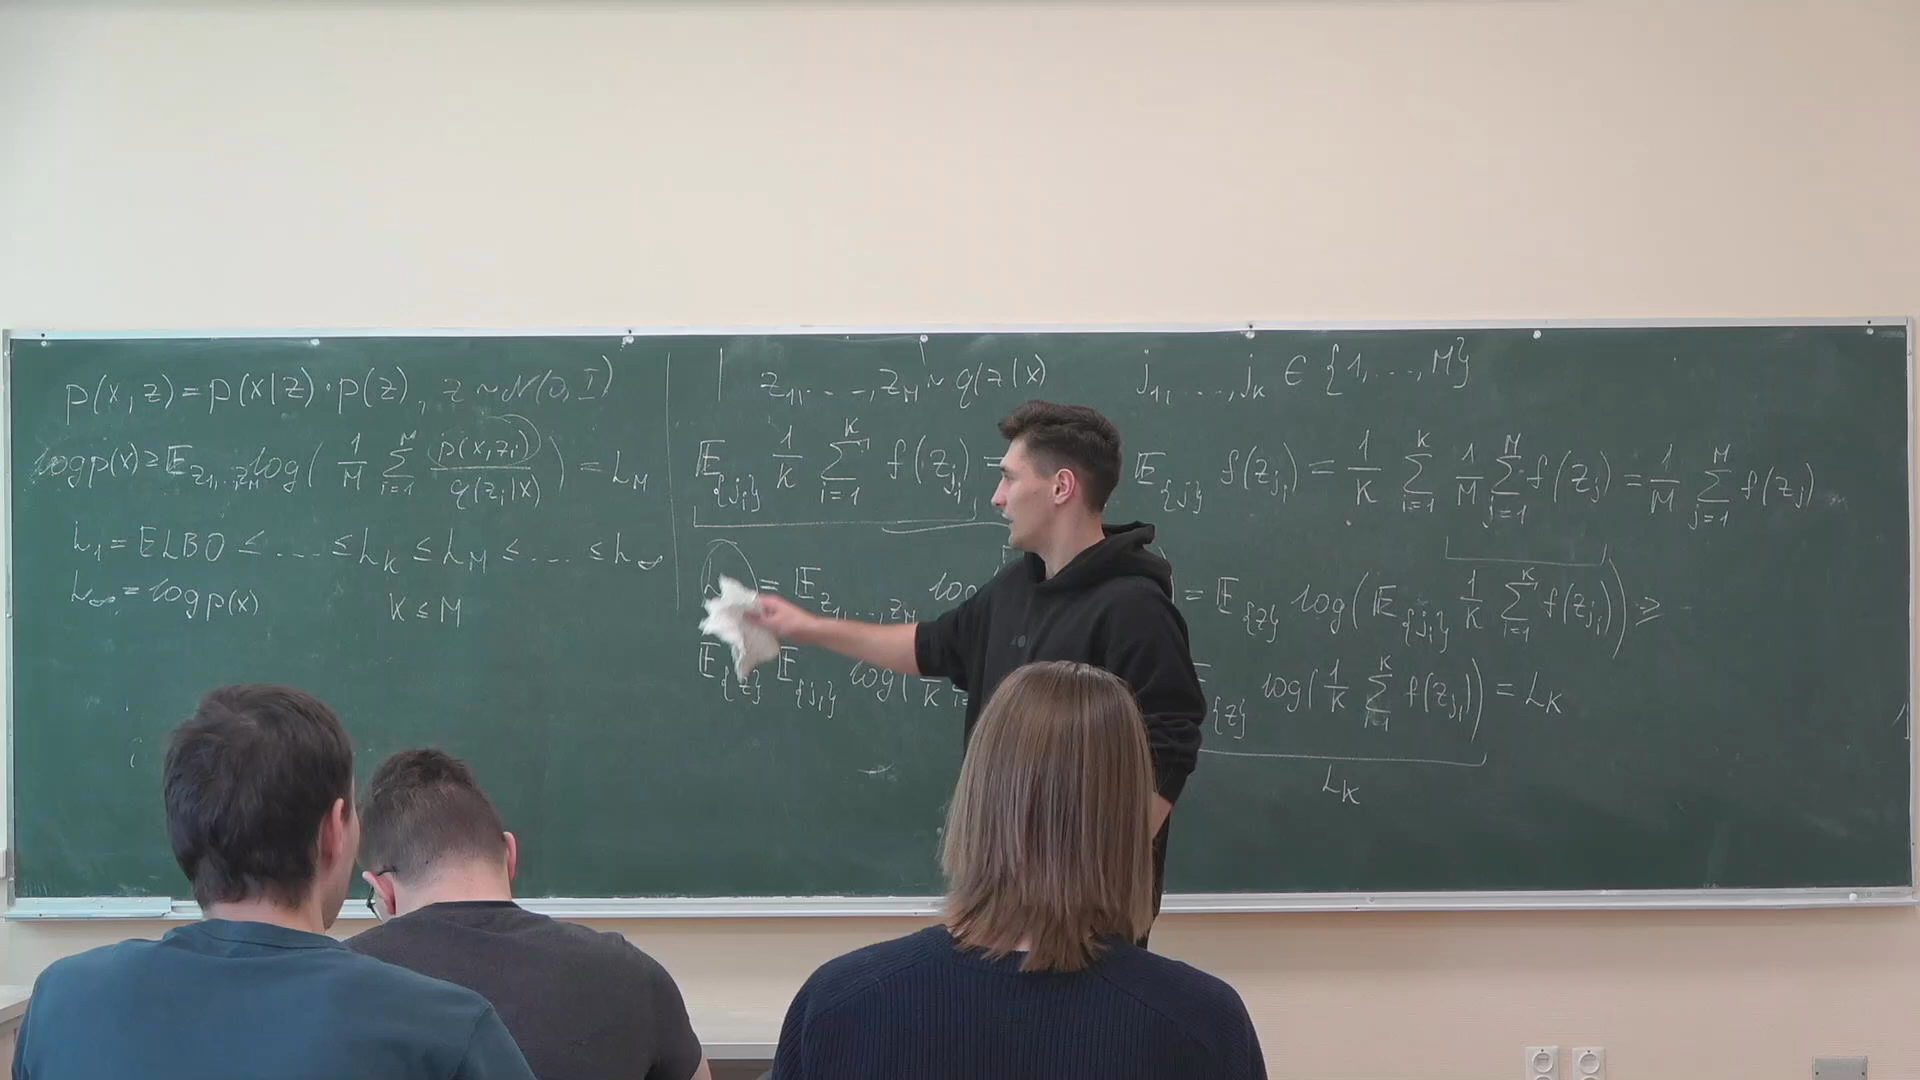 p(x,z)=p(x|z)·p(z), z~N(0,I)
log p(x) ≥ E_{z_1...z_M} log( 1/M Σ_{i=1}^{M} p(x,z_i)/q(z_i|x) ) = L_M
L_1 = ELBO ≤ .... ≤ L_K ≤ L_M ≤ .... ≤ L_∞
L_∞ = log p(x) K ≤ M
z_1,...,z_M ~ q(z|x) j_1,...,j_K ∈ {1,...,M}
E_{{j_i}} 1/K Σ_{i=1}^{K} f(z_{j_i}) = E_{{j}} f(z_{j_i}) = 1/K Σ_{i=1}^{K} 1/M Σ_{j=1}^{M} f(z_j) = 1/M Σ_{j=1}^{M} f(z_j)
= E_{z_1,...,z_M} log = E_{{z}} log( E_{{j_i}} 1/K Σ_{i=1}^{K} f(z_{j_i}) ) ≥
E_{{z}} E_{{j_i}} log( 1/K {z} log( 1/K Σ_{i=1}^{K} f(z_{j_i}) ) = L_K
L_K